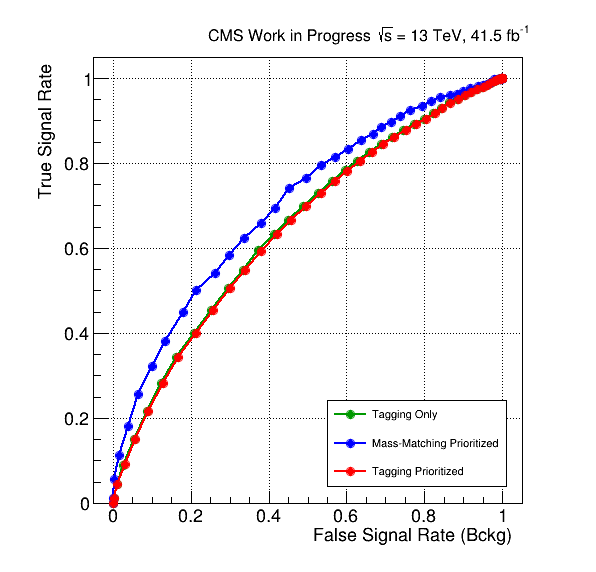 CMS Work in Progress √s = 13 TeV, 41.5 fb⁻¹
True Signal Rate
1
0.8
0.6
0.4
0.2
0
0 0.2 0.4 0.6 0.8 1
False Signal Rate (Bckg)
Tagging Only
Mass-Matching Prioritized
Tagging Prioritized